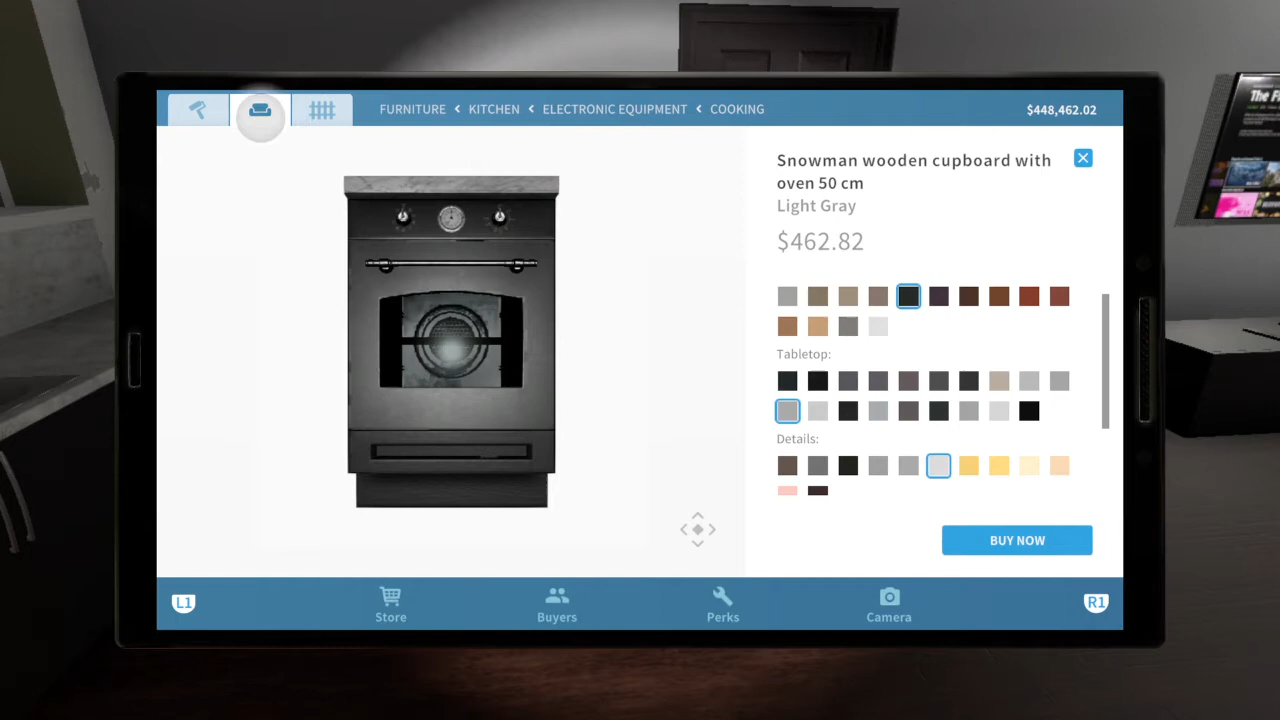 FURNITURE < KITCHEN < ELECTRONIC EQUIPMENT < COOKING
$448,462.02
Snowman wooden cupboard with
oven 50 cm
Light Gray
$462.82
Tabletop:
Details:
BUY NOW
L1
Store
Buyers
Perks
Camera
R1
The